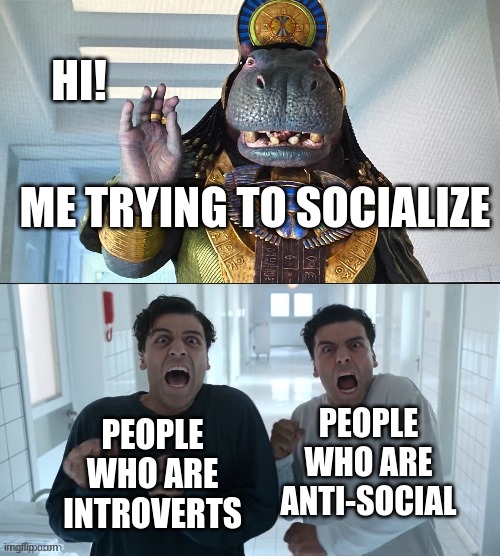 HI!
ME TRYING TO SOCIALIZE
PEOPLE
WHO ARE
INTROVERTS
PEOPLE
WHO ARE
ANTI-SOCIAL
imgflip.com